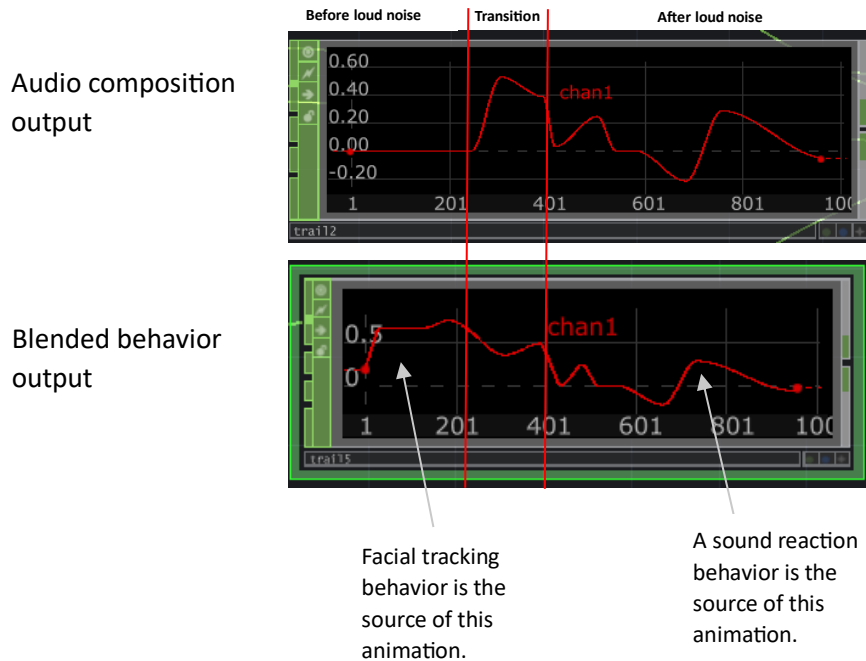 Before loud noise
Transition
After loud noise
Audio composition
output
0.60
0.40
0.20
0.00
-0.20
chan1
1
201
401
601
801
100
trail2
Blended behavior
output
0.5
0
chan1
1
201
401
601
801
100
trail5
Facial tracking
behavior is the
source of this
animation.
A sound reaction
behavior is the
source of this
animation.